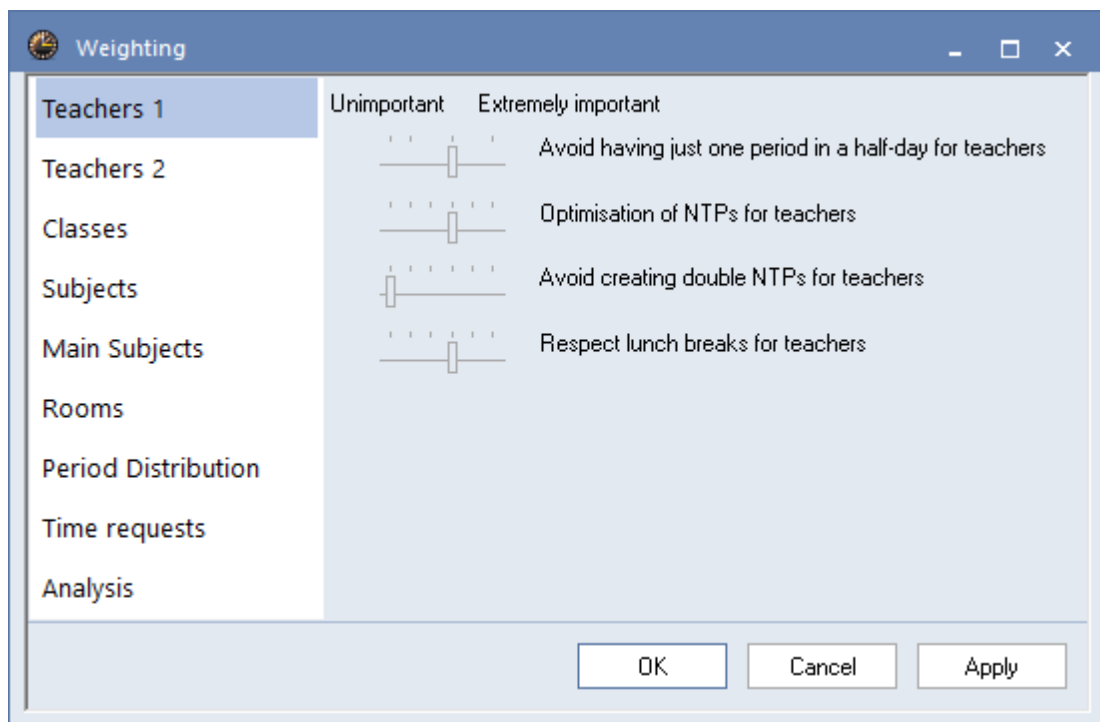 Weighting
Teachers 1
Teachers 2
Classes
Subjects
Main Subjects
Rooms
Period Distribution
Time requests
Analysis
Unimportant Extremely important
Avoid having just one period in a half-day for teachers
Optimisation of NTPs for teachers
Avoid creating double NTPs for teachers
Respect lunch breaks for teachers
OK Cancel Apply